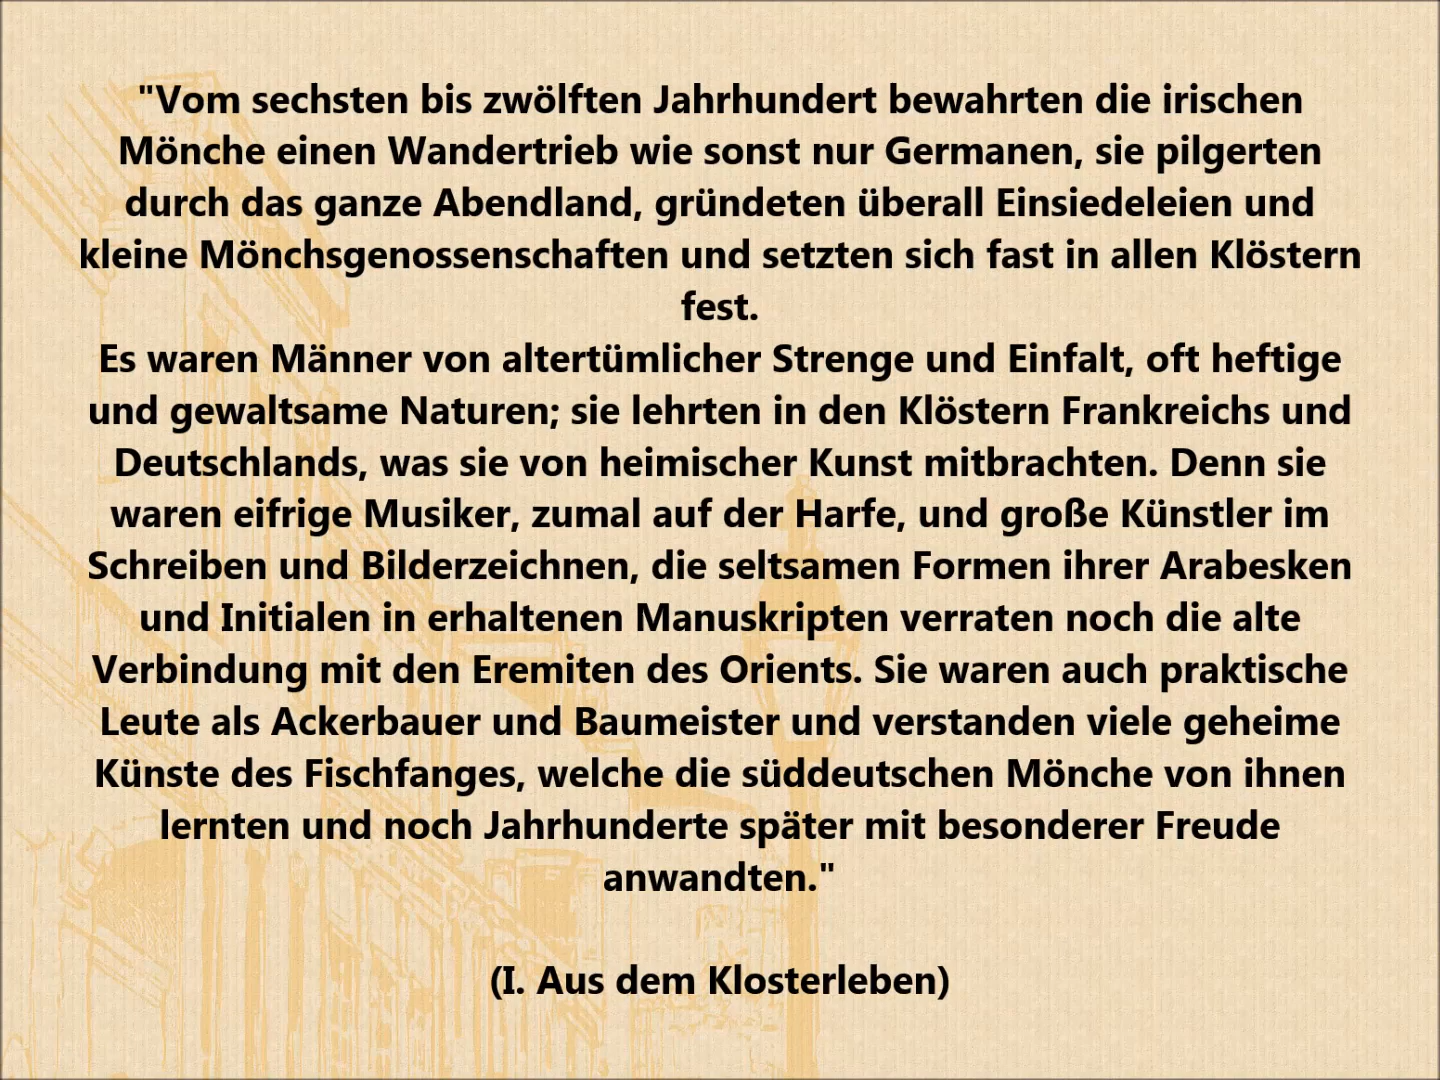 "Vom sechsten bis zwölften Jahrhundert bewahrten die irischen
Mönche einen Wandertrieb wie sonst nur Germanen, sie pilgerten
durch das ganze Abendland, gründeten überall Einsiedeleien und
kleine Mönchsgenossenschaften und setzten sich fast in allen Klöstern
fest.
Es waren Männer von altertümlicher Strenge und Einfalt, oft heftige
und gewaltsame Naturen; sie lehrten in den Klöstern Frankreichs und
Deutschlands, was sie von heimischer Kunst mitbrachten. Denn sie
waren eifrige Musiker, zumal auf der Harfe, und große Künstler im
Schreiben und Bilderzeichnen, die seltsamen Formen ihrer Arabesken
und Initialen in erhaltenen Manuskripten verraten noch die alte
Verbindung mit den Eremiten des Orients. Sie waren auch praktische
Leute als Ackerbauer und Baumeister und verstanden viele geheime
Künste des Fischfanges, welche die süddeutschen Mönche von ihnen
lernten und noch Jahrhunderte später mit besonderer Freude
anwandten."
(I. Aus dem Klosterleben)